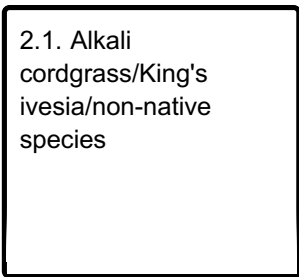 2.1. Alkali
cordgrass/King's
ivesia/non-native
species